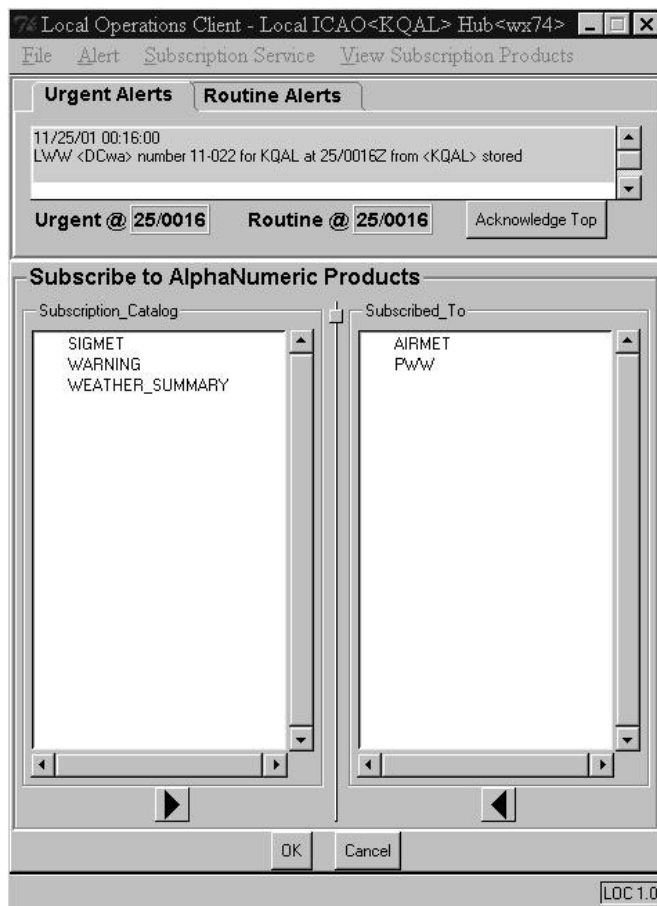 Local Operations Client - Local ICAO<KQAL> Hub<wx74>
File Alert Subscription Service View Subscription Products
Urgent Alerts Routine Alerts
11/25/01 00:16:00
LWW <DCwa> number 11-022 for KQAL at 25/0016Z from <KQAL> stored
Urgent @ 25/0016 Routine @ 25/0016 Acknowledge Top
Subscribe to AlphaNumeric Products
Subscription_Catalog Subscribed_To
SIGMET AIRMET
WARNING PWW
WEATHER_SUMMARY
OK Cancel
LOC 1.0